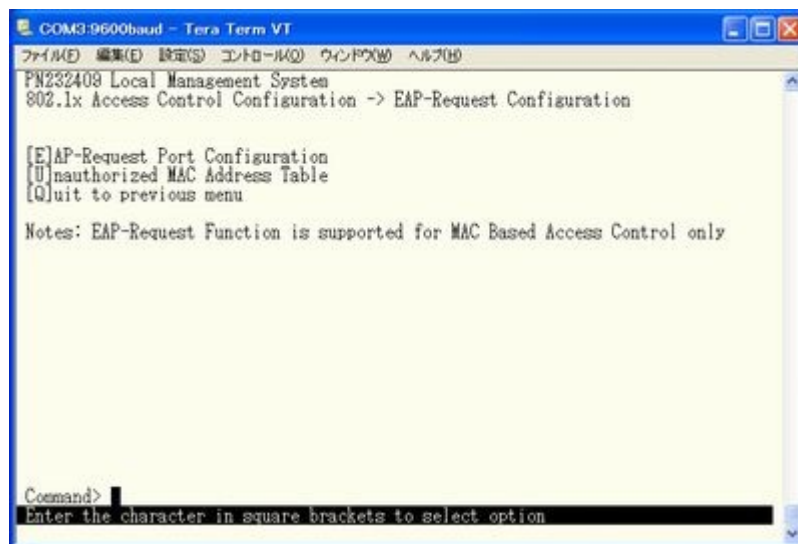 COM3:9600baud - Tera Term VT
ファイル(F) 編集(E) 設定(S) コントロール(O) ウィンドウ(W) ヘルプ(H)
PN232409 Local Management System
802.1x Access Control Configuration -> EAP-Request Configuration
[E]AP-Request Port Configuration
[U]nauthorized MAC Address Table
[Q]uit to previous menu
Notes: EAP-Request Function is supported for MAC Based Access Control only
Command>
Enter the character in square brackets to select option